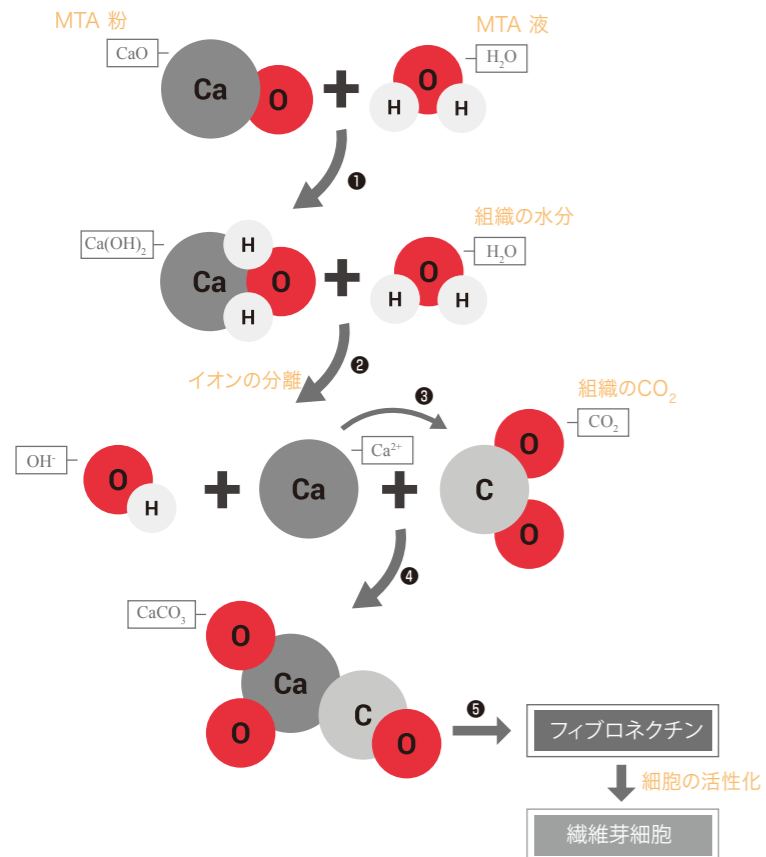 MTA 粉
CaO
Ca
O
MTA 液
H₂O
O
H
H
❶
Ca(OH)₂
Ca
H
H
O
組織の水分
H₂O
O
H
H
❷
イオンの分離
❸
組織のCO₂
OH⁻
O
H
Ca²⁺
Ca
CO₂
C
O
O
❹
CaCO₃
O
Ca
O
C
O
❺
フィブロネクチン
細胞の活性化
繊維芽細胞